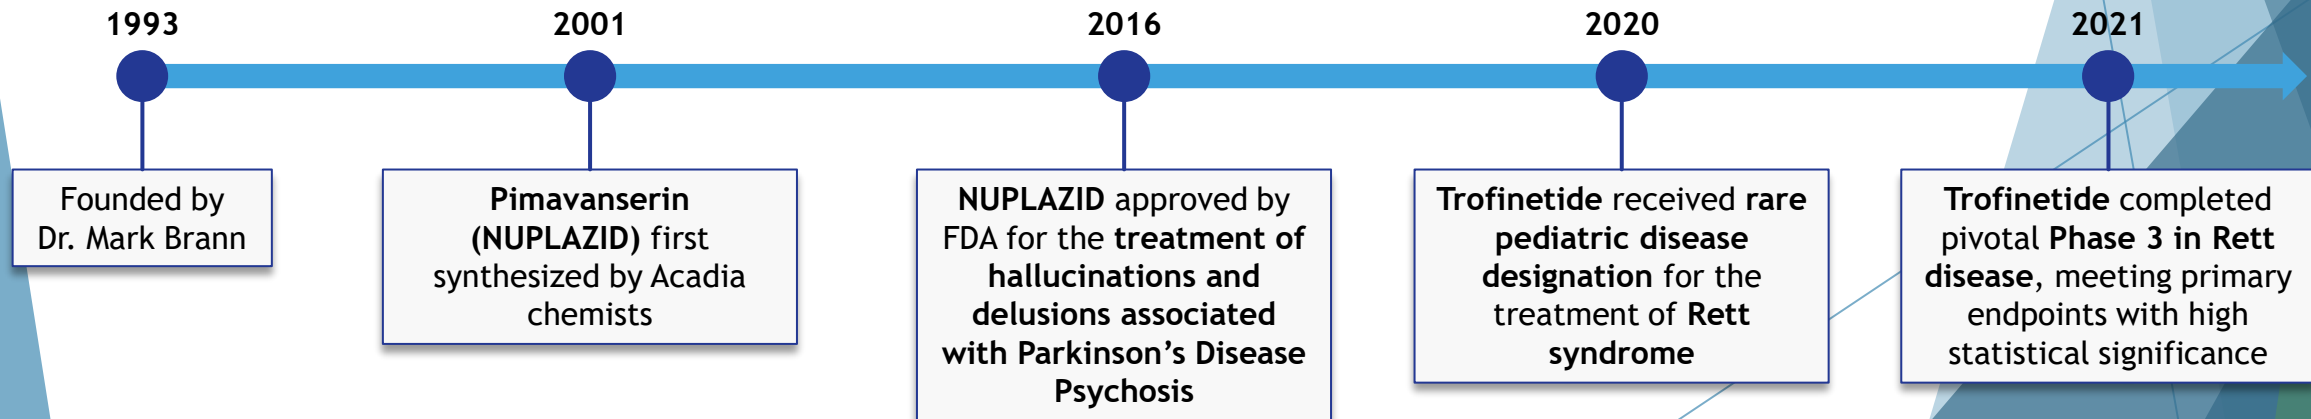 1993
Founded by
Dr. Mark Brann
2001
Pimavanserin
(NUPLAZID) first
synthesized by Acadia
chemists
2016
NUPLAZID approved by
FDA for the treatment of
hallucinations and
delusions associated
with Parkinson’s Disease
Psychosis
2020
Trofinetide received rare
pediatric disease
designation for the
treatment of Rett
syndrome
2021
Trofinetide completed
pivotal Phase 3 in Rett
disease, meeting primary
endpoints with high
statistical significance